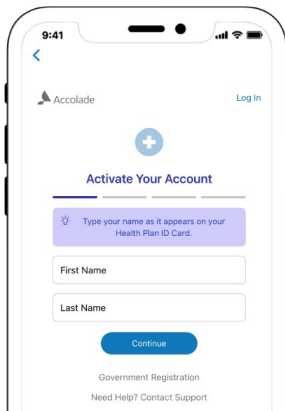 9:41
Accolade
Log In
Activate Your Account
Type your name as it appears on your
Health Plan ID Card.
First Name
Last Name
Continue
Government Registration
Need Help? Contact Support